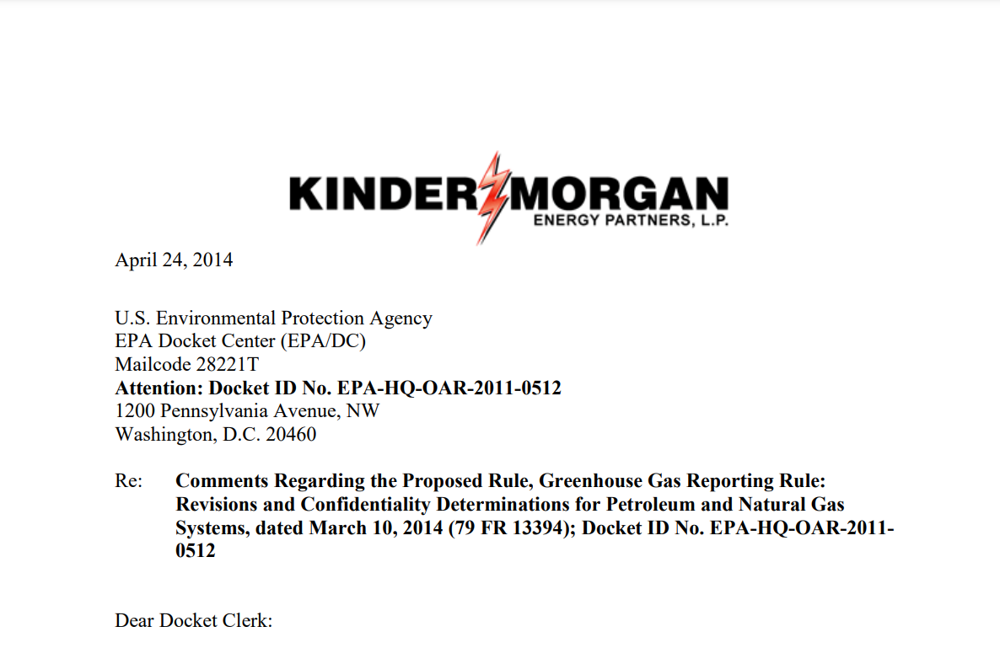 KINDER MORGAN
ENERGY PARTNERS, L.P.
April 24, 2014
U.S. Environmental Protection Agency
EPA Docket Center (EPA/DC)
Mailcode 28221T
Attention: Docket ID No. EPA-HQ-OAR-2011-0512
1200 Pennsylvania Avenue, NW
Washington, D.C. 20460
Re: Comments Regarding the Proposed Rule, Greenhouse Gas Reporting Rule:
Revisions and Confidentiality Determinations for Petroleum and Natural Gas
Systems, dated March 10, 2014 (79 FR 13394); Docket ID No. EPA-HQ-OAR-2011-
0512
Dear Docket Clerk: